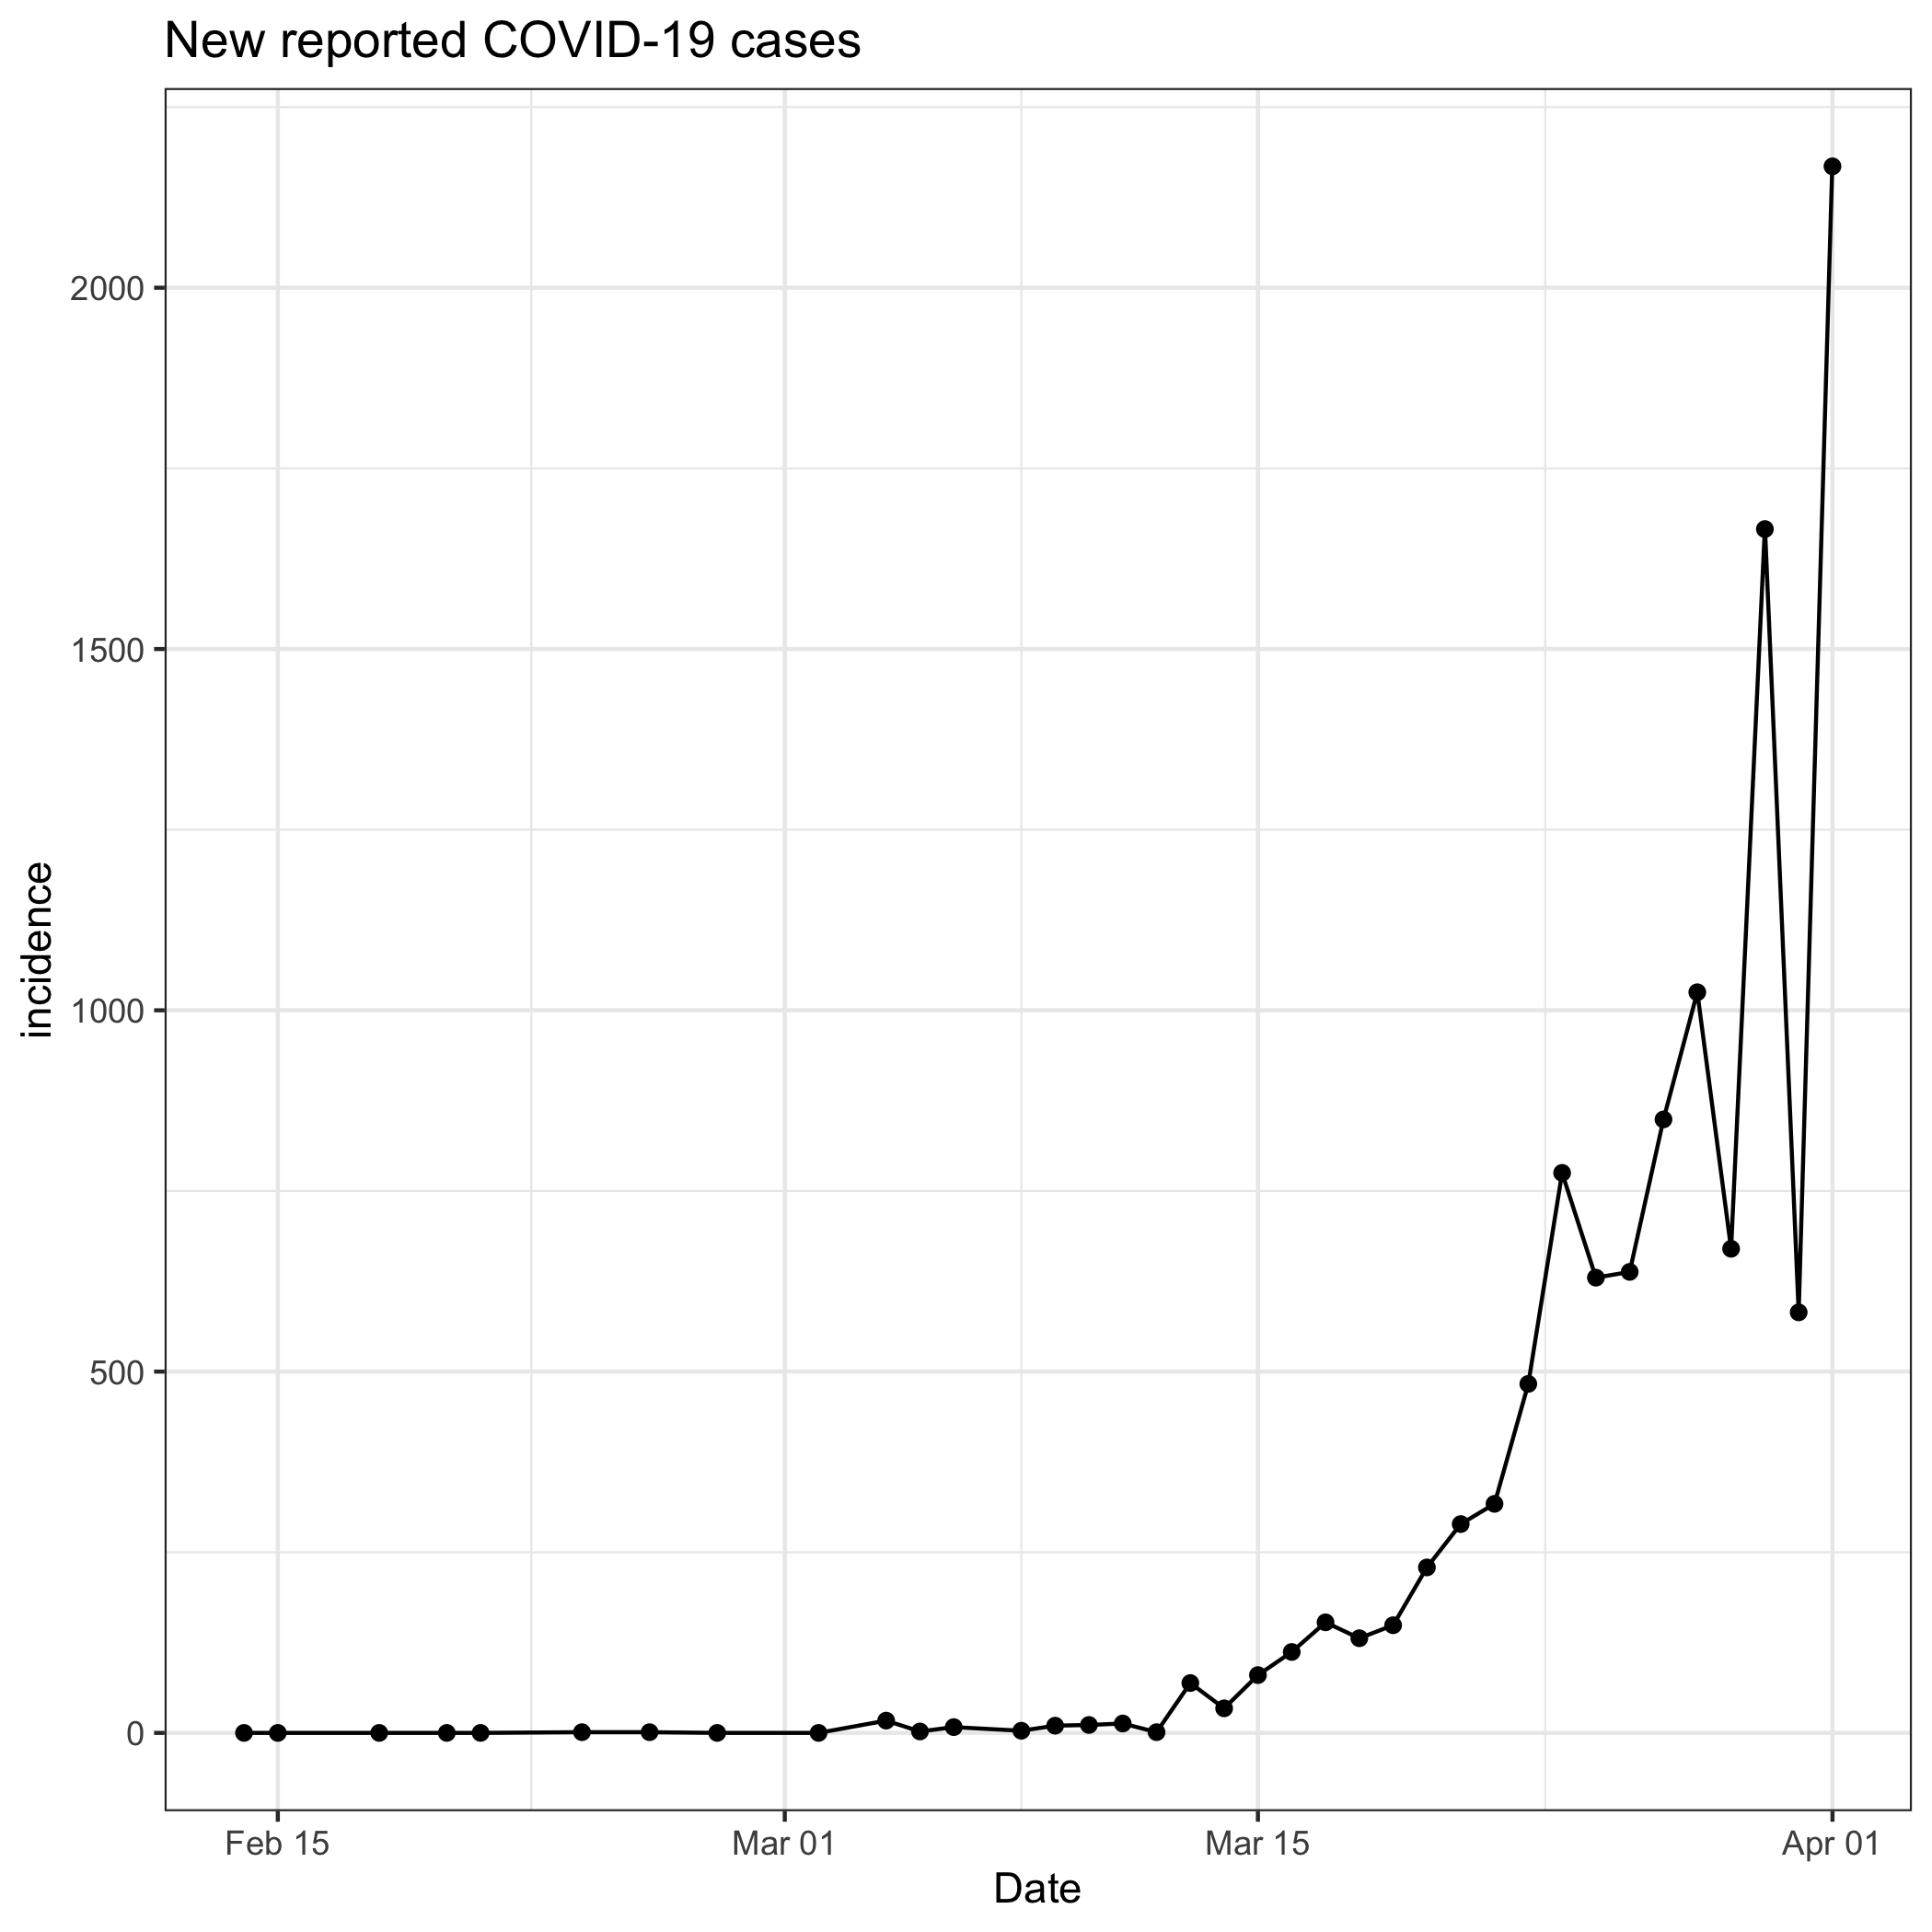 New reported COVID-19 cases
incidence
2000
1500
1000
500
0
Feb 15
Mar 01
Mar 15
Apr 01
Date